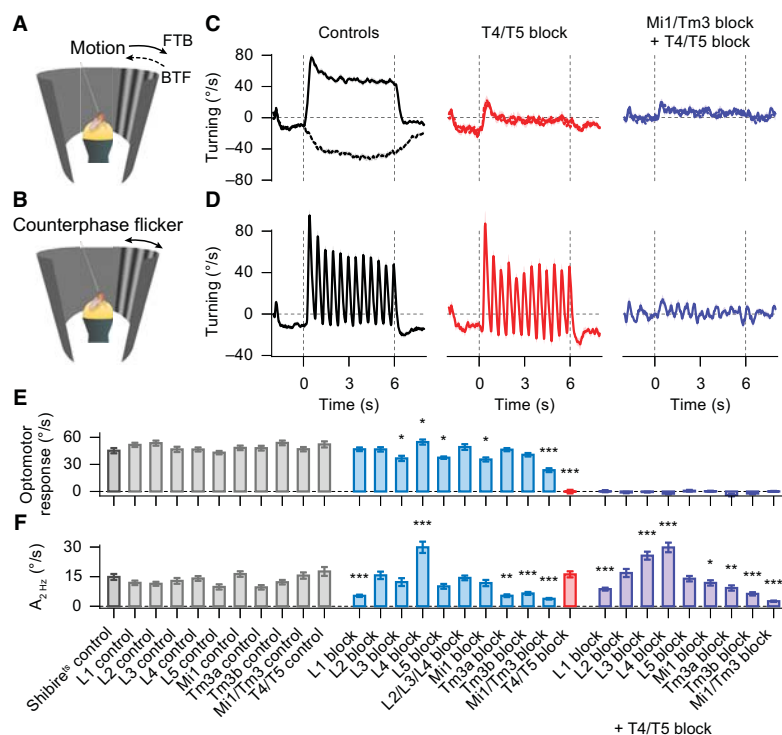 A
Motion
FTB
BTF
B
Counterphase flicker
C
Controls
T4/T5 block
Mi1/Tm3 block
+ T4/T5 block
Turning (°/s)
80
40
0
−40
−80
D
Turning (°/s)
80
40
0
−40
0 3 6
0 3 6
0 3 6
Time (s)
Time (s)
Time (s)
E
Optomotor
response (°/s)
60
30
0
* * * * *** ***
F
A2 Hz (°/s)
30
15
0
*** *** ** *** *** *** *** *** * ** *** ***
Shibirets control
L1 control
L2 control
L3 control
L4 control
L5 control
Mi1 control
Tm3a control
Tm3b control
Mi1/Tm3 control
T4/T5 control
L1 block
L2 block
L3 block
L4 block
L5 block
L2/L3/L4 block
Mi1 block
Tm3a block
Tm3b block
Mi1/Tm3 block
T4/T5 block
L1 block
L2 block
L3 block
L4 block
L5 block
Mi1 block
Tm3a block
Tm3b block
Mi1/Tm3 block
+ T4/T5 block